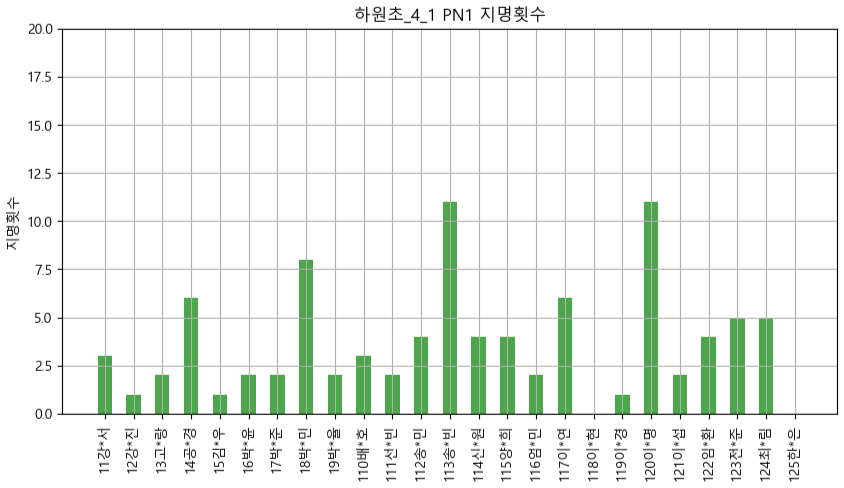 하원초_4_1 PN1 지명횟수
지명횟수
20.0
17.5
15.0
12.5
10.0
7.5
5.0
2.5
0.0
11강*서
12강*진
13고*랑
14공*경
15김*우
16박*윤
17박*준
18박*민
19박*율
110배*호
111선*빈
112송*민
113송*빈
114신*원
115양*희
116엄*민
117이*연
118이*현
119이*경
120이*명
121이*섭
122임*환
123전*준
124최*림
125한*은